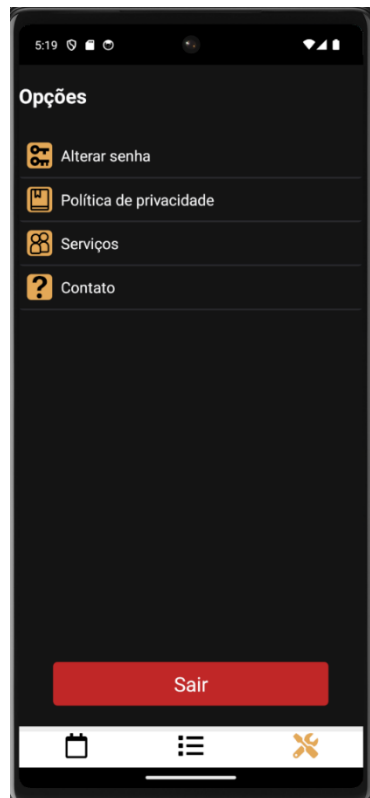 5:19
Opções
Alterar senha
Política de privacidade
Serviços
? Contato
Sair